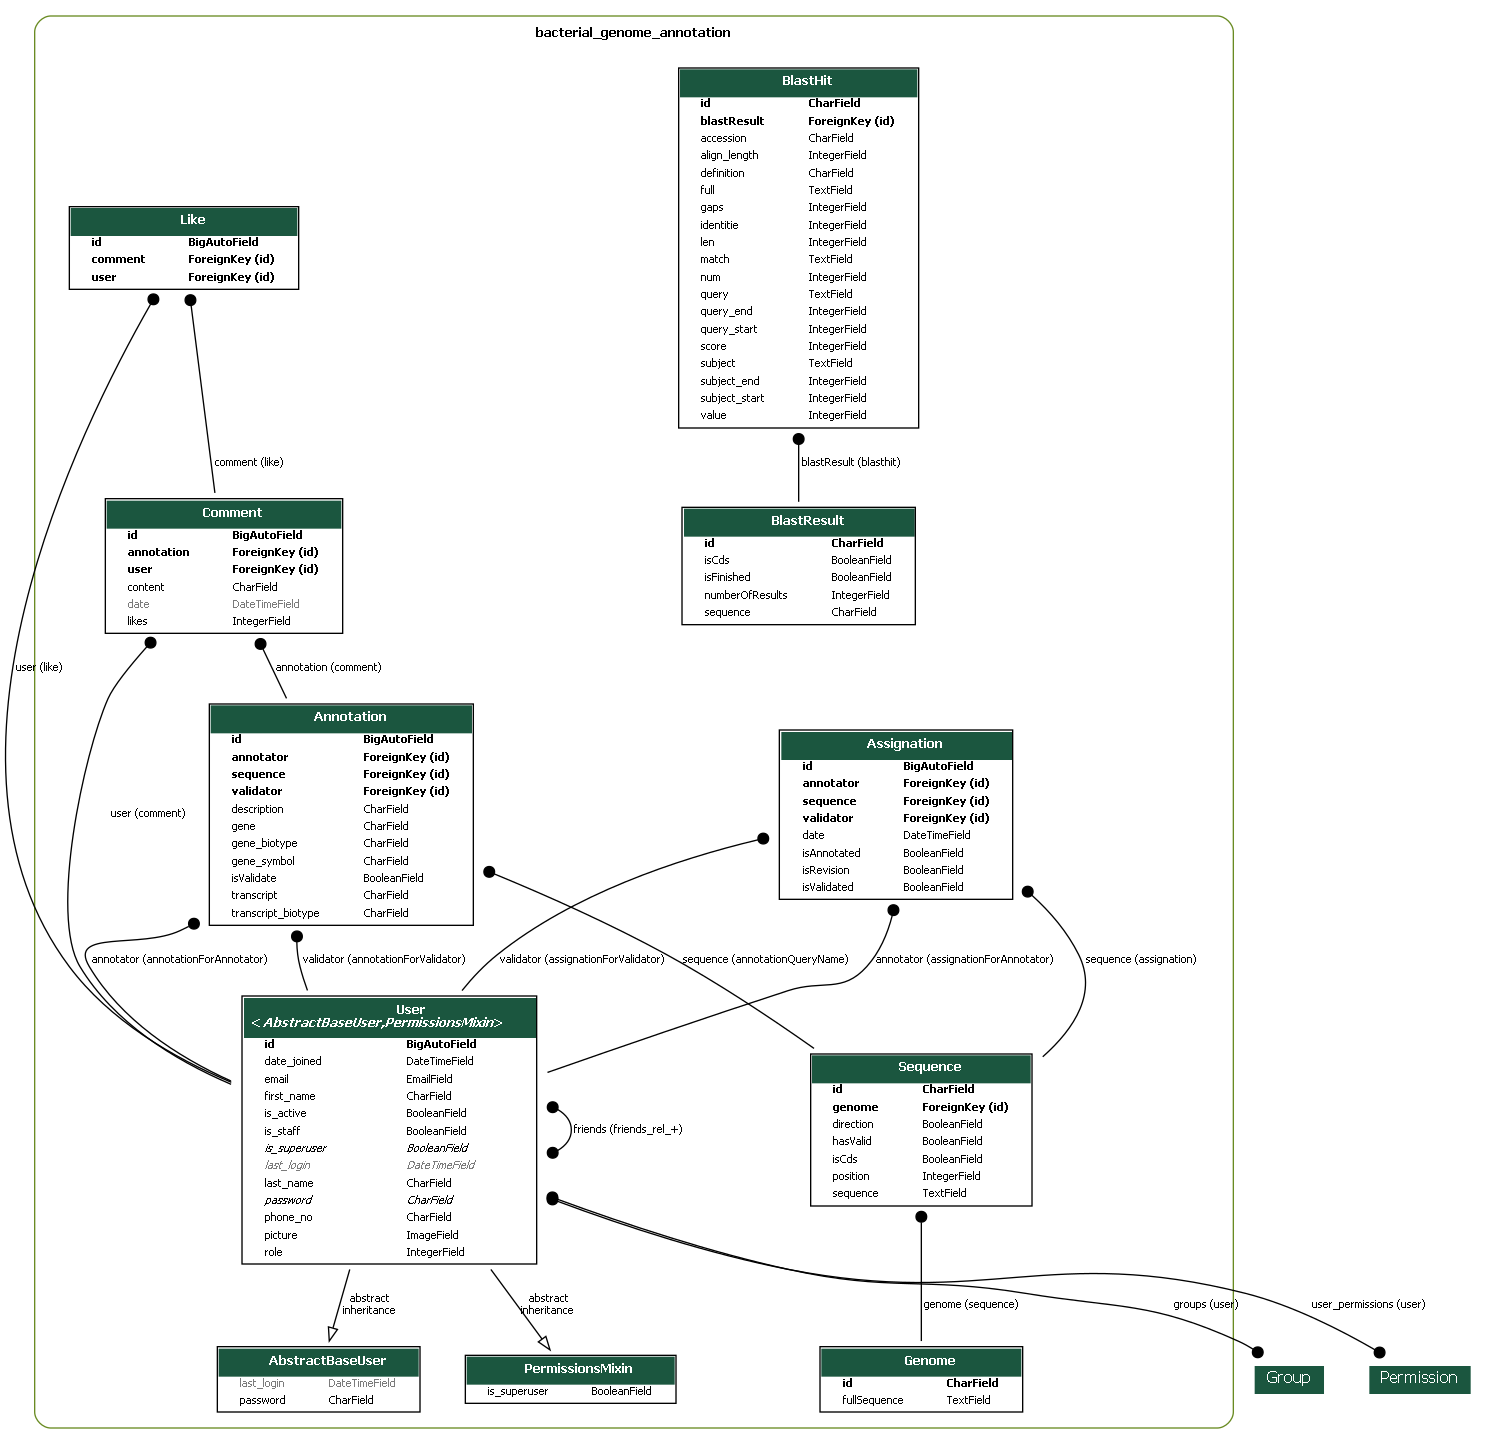 bacterial_genome_annotation
BlastHit
id CharField
blastResult ForeignKey (id)
accession CharField
align_length IntegerField
definition CharField
full TextField
gaps IntegerField
identitie IntegerField
len IntegerField
match TextField
num IntegerField
query TextField
query_end IntegerField
query_start IntegerField
score IntegerField
subject TextField
subject_end IntegerField
subject_start IntegerField
value IntegerField
Like
id BigAutoField
comment ForeignKey (id)
user ForeignKey (id)
comment (like)
blastResult (blasthit)
Comment
id BigAutoField
annotation ForeignKey (id)
user ForeignKey (id)
content CharField
date DateTimeField
likes IntegerField
BlastResult
id CharField
isCds BooleanField
isFinished BooleanField
numberOfResults IntegerField
sequence CharField
user (like)
annotation (comment)
user (comment)
Annotation
id BigAutoField
annotator ForeignKey (id)
sequence ForeignKey (id)
validator ForeignKey (id)
description CharField
gene CharField
gene_biotype CharField
gene_symbol CharField
isValidate BooleanField
transcript CharField
transcript_biotype CharField
Assignation
id BigAutoField
annotator ForeignKey (id)
sequence ForeignKey (id)
validator ForeignKey (id)
date DateTimeField
isAnnotated BooleanField
isRevision BooleanField
isValidated BooleanField
annotator (annotationForAnnotator)
validator (annotationForValidator)
validator (assignationForValidator)
sequence (annotationQueryName)
annotator (assignationForAnnotator)
sequence (assignation)
User
< AbstractBaseUser,PermissionsMixin>
id BigAutoField
date_joined DateTimeField
email EmailField
first_name CharField
is_active BooleanField
is_staff BooleanField
is_superuser BooleanField
last_login DateTimeField
last_name CharField
password CharField
phone_no CharField
picture ImageField
role IntegerField
friends (friends_rel_+)
Sequence
id CharField
genome ForeignKey (id)
direction BooleanField
hasValid BooleanField
isCds BooleanField
position IntegerField
sequence TextField
abstract
inheritance
abstract
inheritance
genome (sequence)
groups (user)
user_permissions (user)
AbstractBaseUser
last_login DateTimeField
password CharField
PermissionsMixin
is_superuser BooleanField
Genome
id CharField
fullSequence TextField
Group
Permission